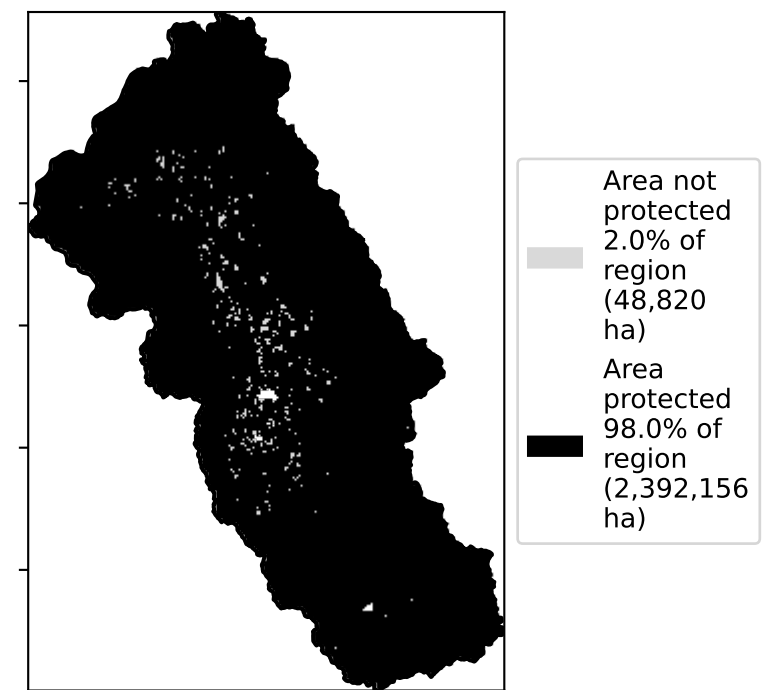 Area not
protected
2.0% of
region
(48,820
ha)
Area
protected
98.0% of
region
(2,392,156
ha)